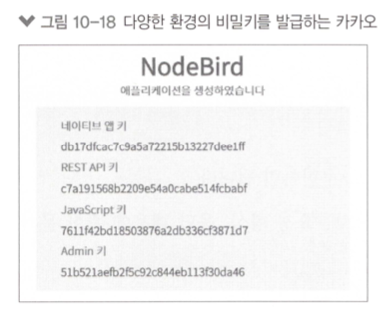 그림 10-18 다양한 환경의 비밀키를 발급하는 카카오
NodeBird
애플리케이션을 생성하였습니다
네이티브 앱 키
db17dfcac7c9a5a72215b13227dee1ff
REST API 키
c7a191568b2209e54a0cabe514fcbabf
JavaScript 키
7611f42bd18503876a2db336cf3871d7
Admin 키
51b521aefb2f5c92c844eb113f30da46